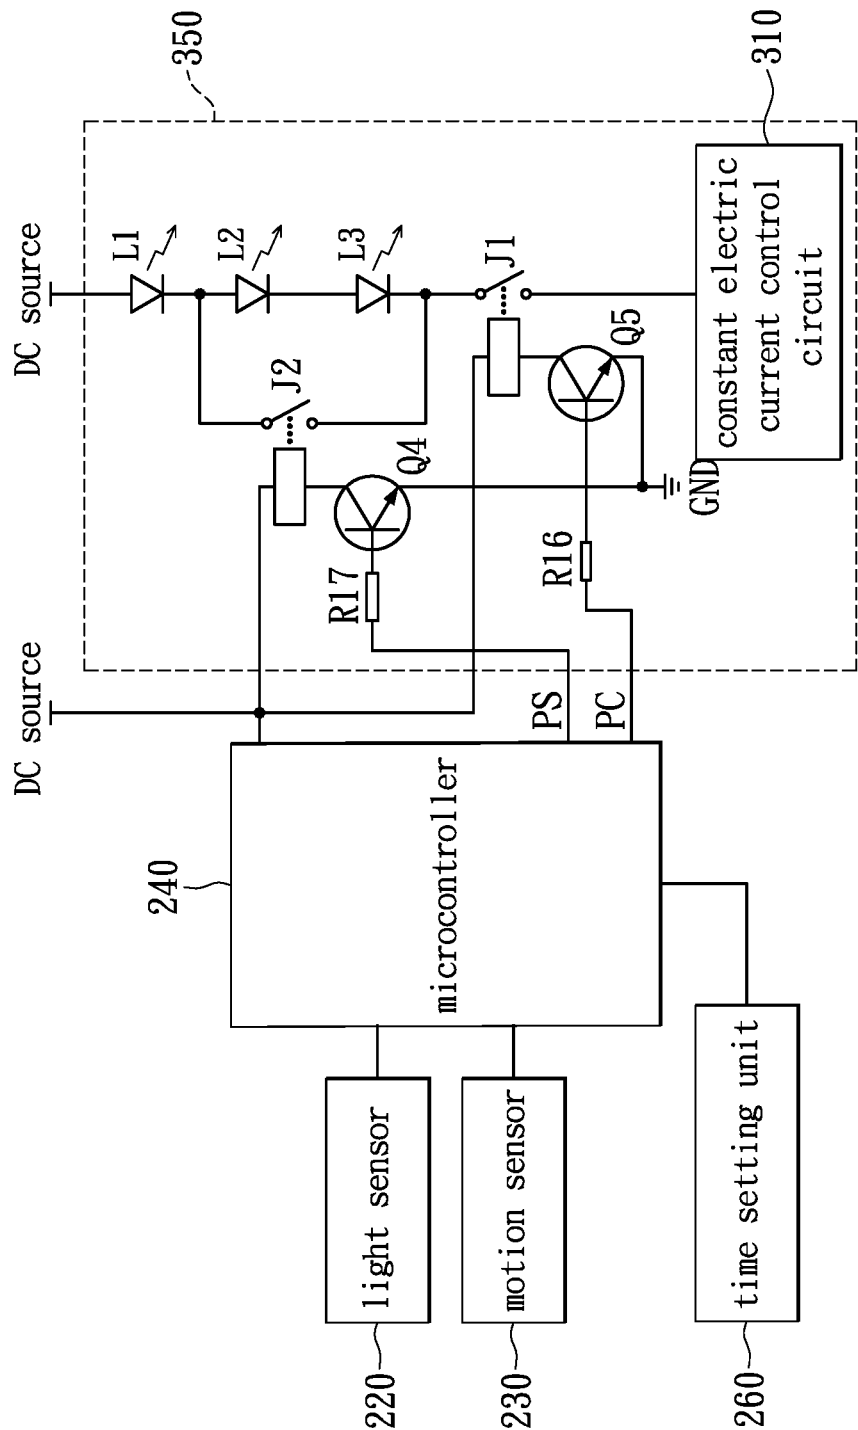 DC source
DC source
350
L1
L2
L3
J2
J1
Q4
Q5
R17
R16
GND
310
constant electric
current control
circuit
PS
PC
240
microcontroller
light sensor
220
motion sensor
230
time setting unit
260